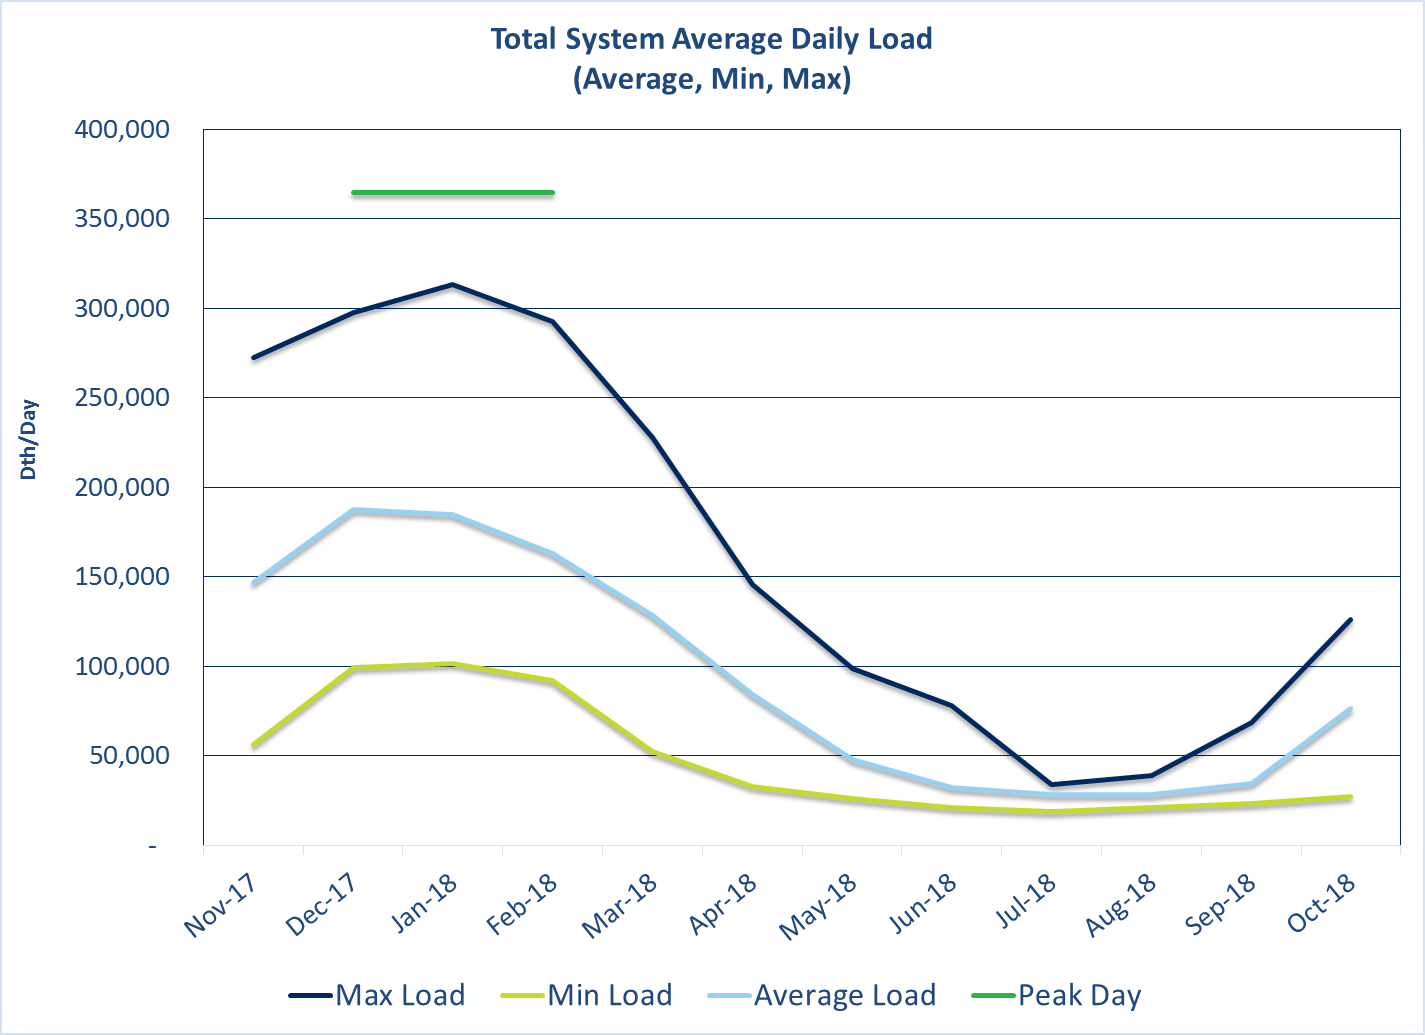 Total System Average Daily Load
(Average, Min, Max)
400,000
350,000
300,000
250,000
200,000
150,000
100,000
50,000
-
Dth/Day
Nov-17
Dec-17
Jan-18
Feb-18
Mar-18
Apr-18
May-18
Jun-18
Jul-18
Aug-18
Sep-18
Oct-18
Max Load
Min Load
Average Load
Peak Day